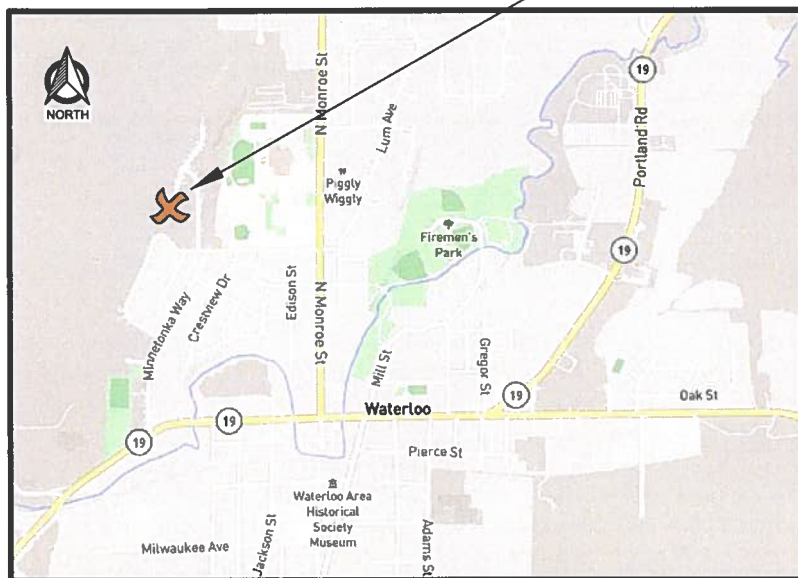 NORTH
N Monroe St
Lum Ave
Piggly
Wiggly
19
Portland Rd
Firemen's
Park
19
Minnetonka Way
Crestview Dr
Edison St
N Monroe St
Mill St
Gregor St
19
Oak St
Waterloo
19
19
Pierce St
Waterloo Area
Historical
Society
Museum
Milwaukee Ave
Jackson St
Adams St